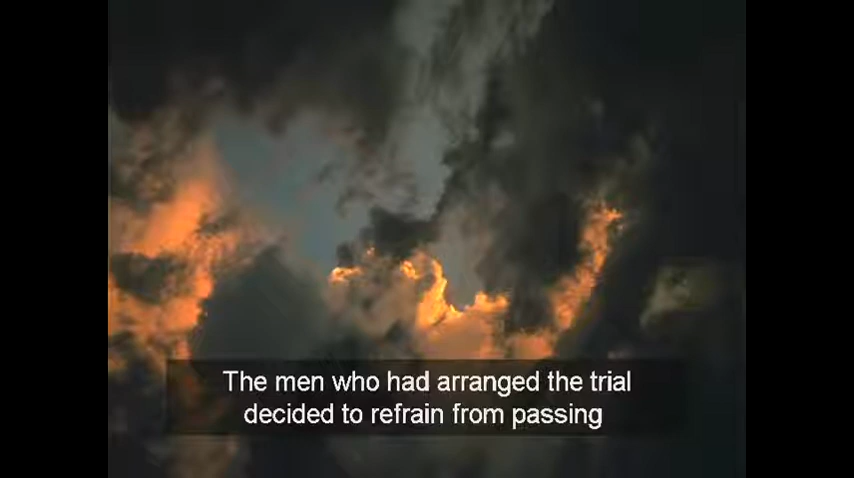 The men who had arranged the trial
decided to refrain from passing